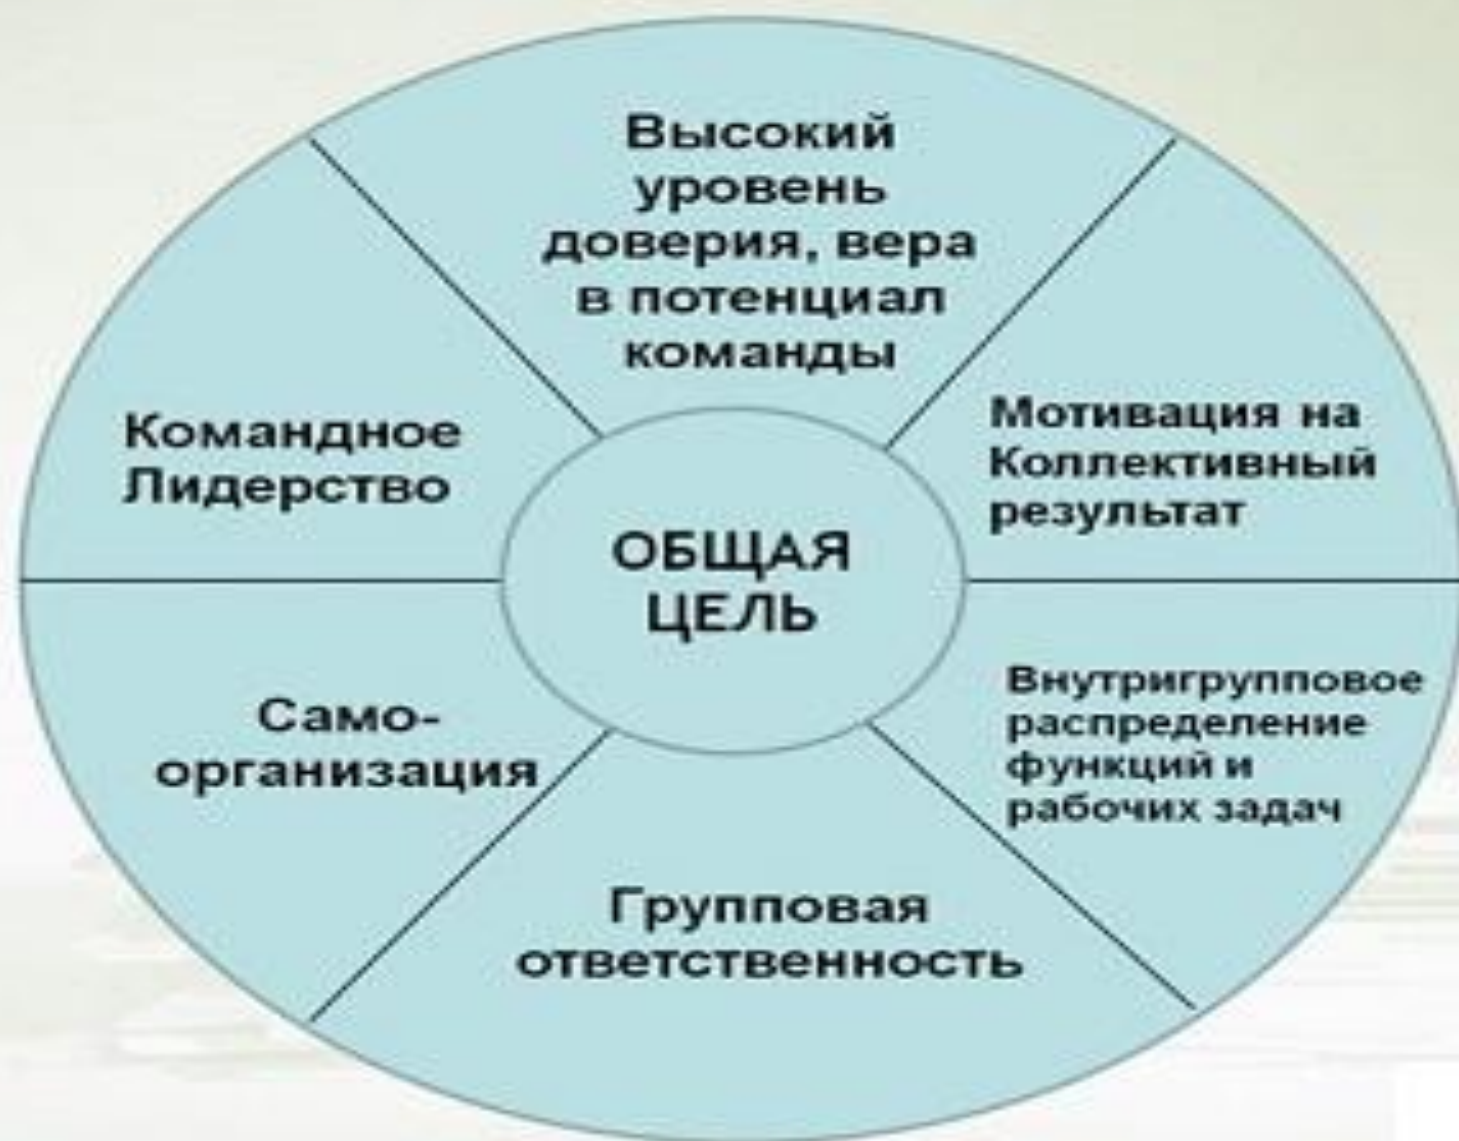 Высокий
уровень
доверия, вера
в потенциал
команды
Мотивация на
Коллективный
результат
Внутригрупповое
распределение
функций и
рабочих задач
Групповая
ответственность
Само-
организация
Командное
Лидерство
ОБЩАЯ
ЦЕЛЬ